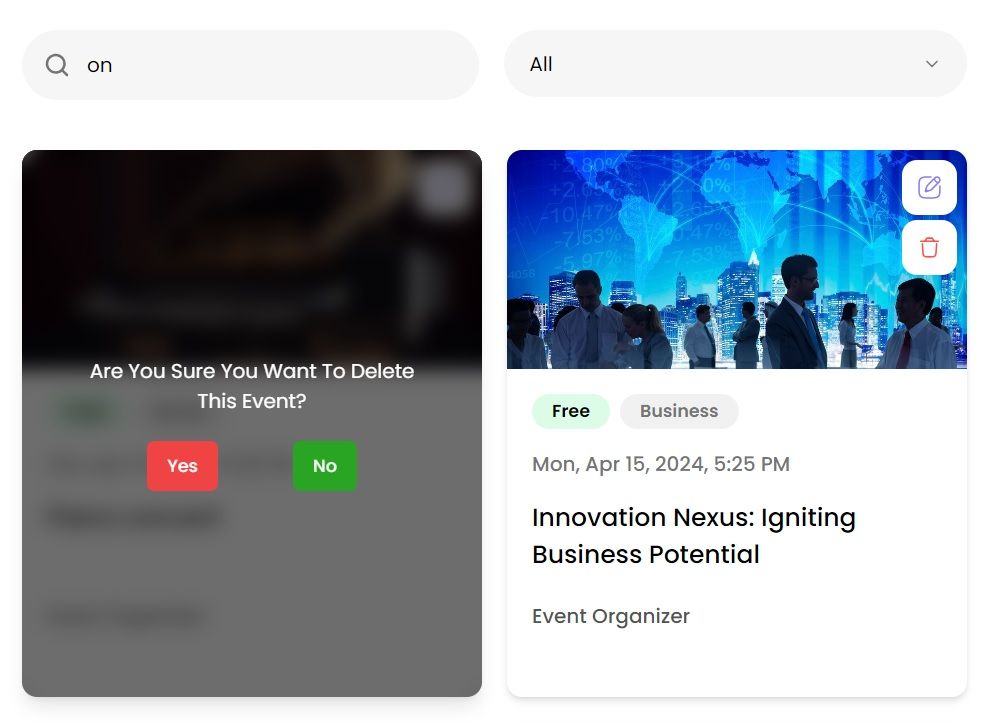 on
All
Are You Sure You Want To Delete
This Event?
Yes
No
Free
Business
Mon, Apr 15, 2024, 5:25 PM
Innovation Nexus: Igniting
Business Potential
Event Organizer